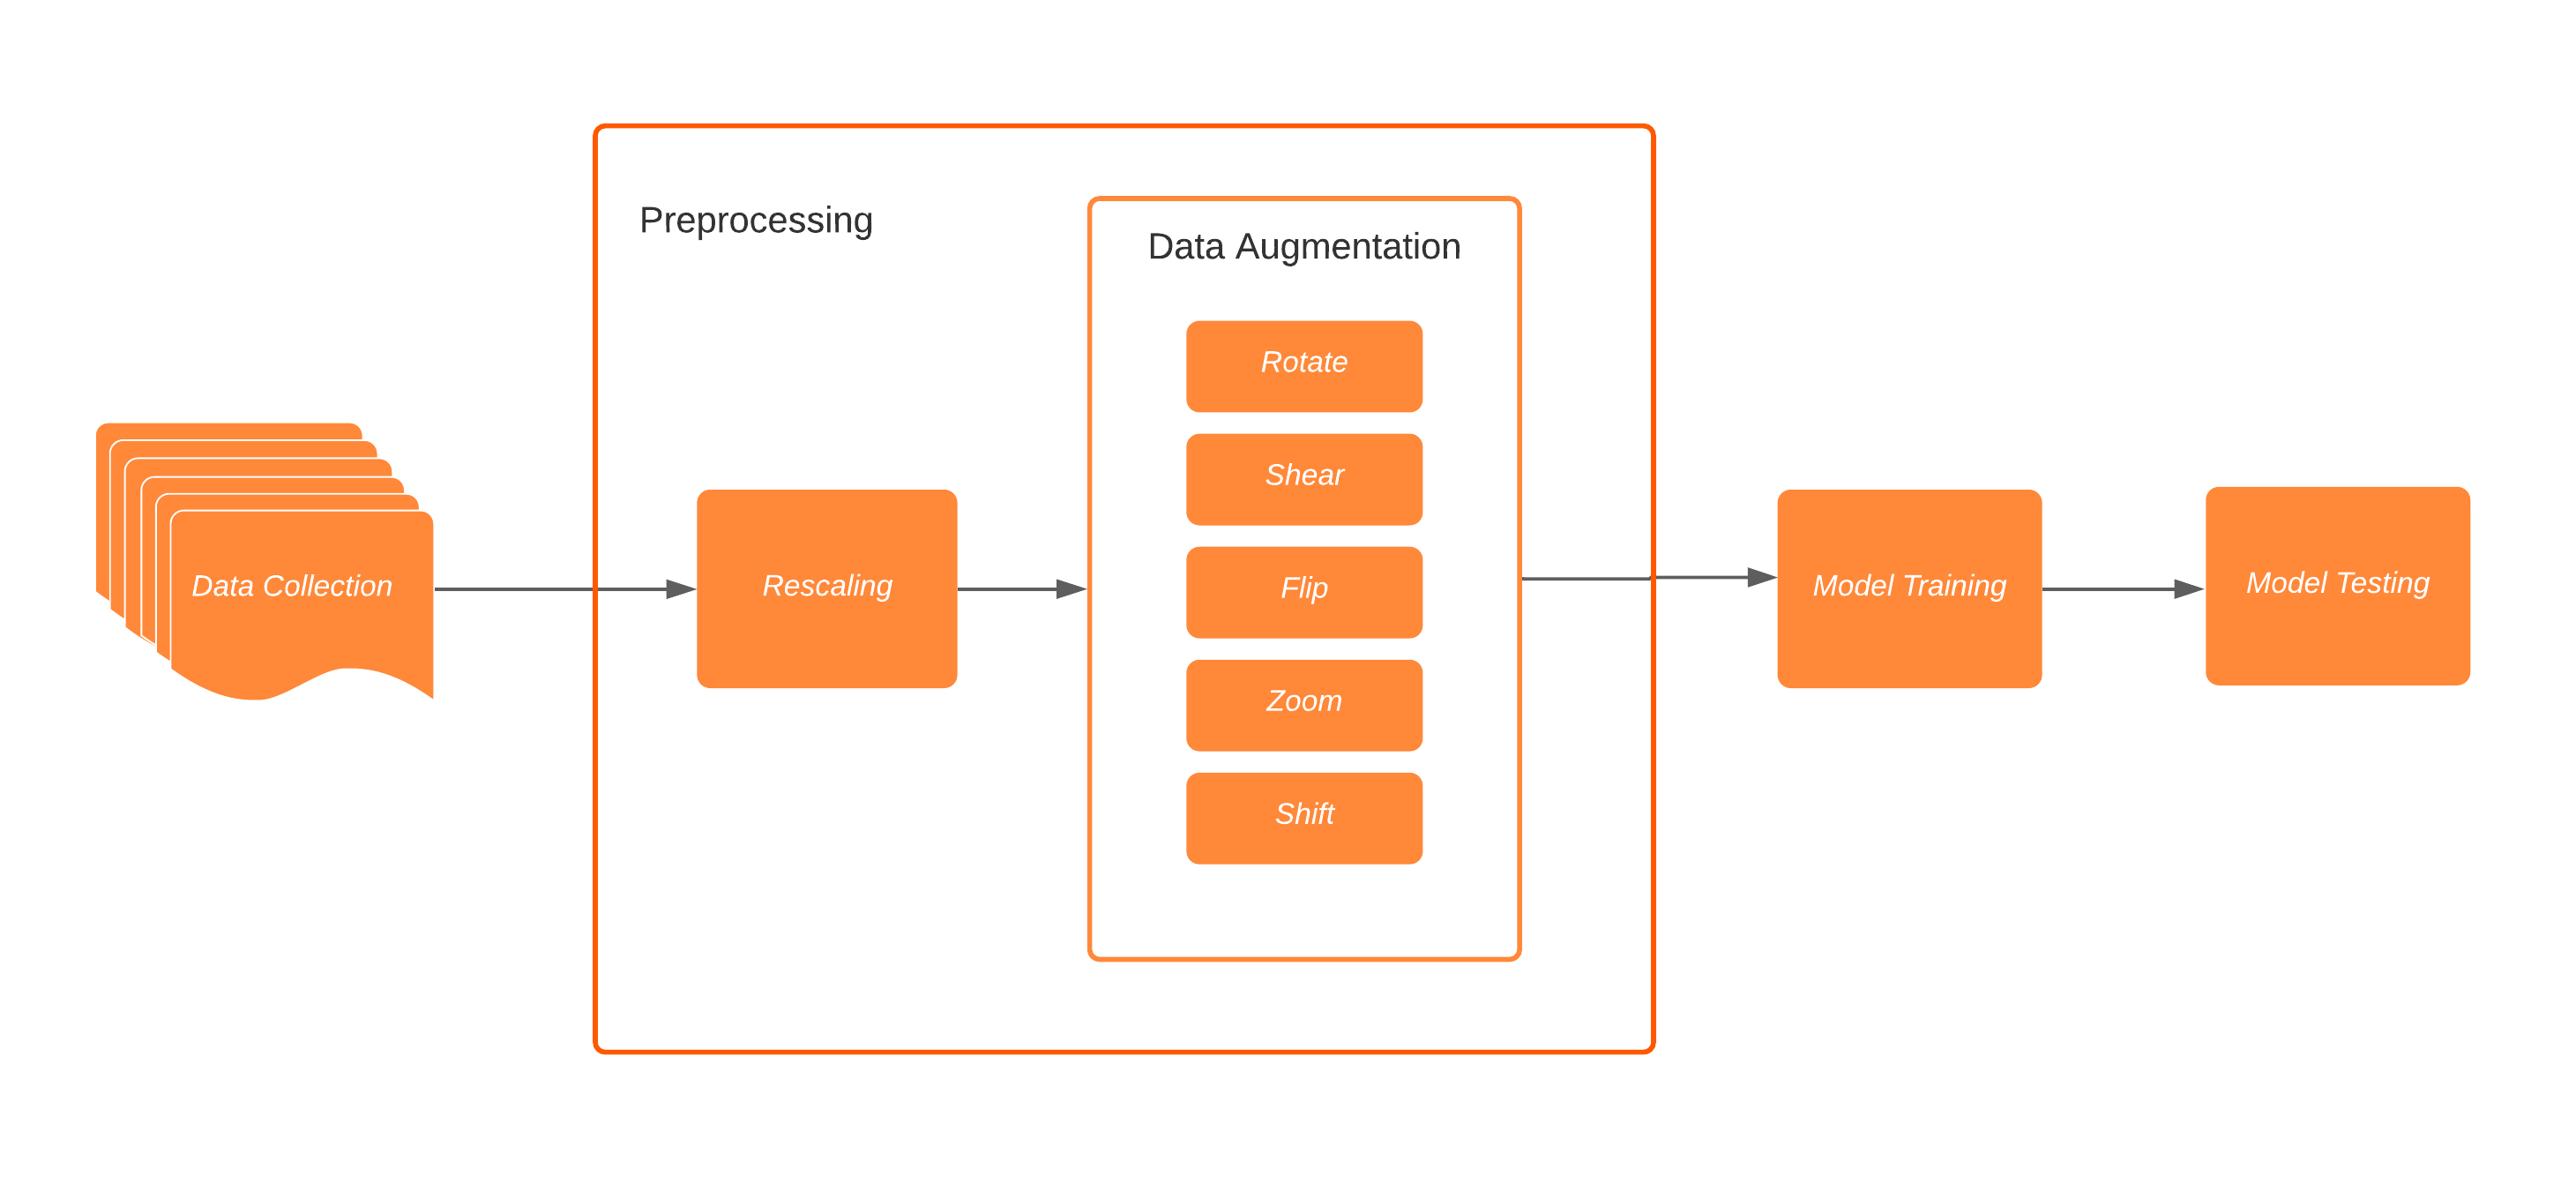 Preprocessing
Data Augmentation
Rotate
Shear
Flip
Zoom
Shift
Data Collection
Rescaling
Model Training
Model Testing